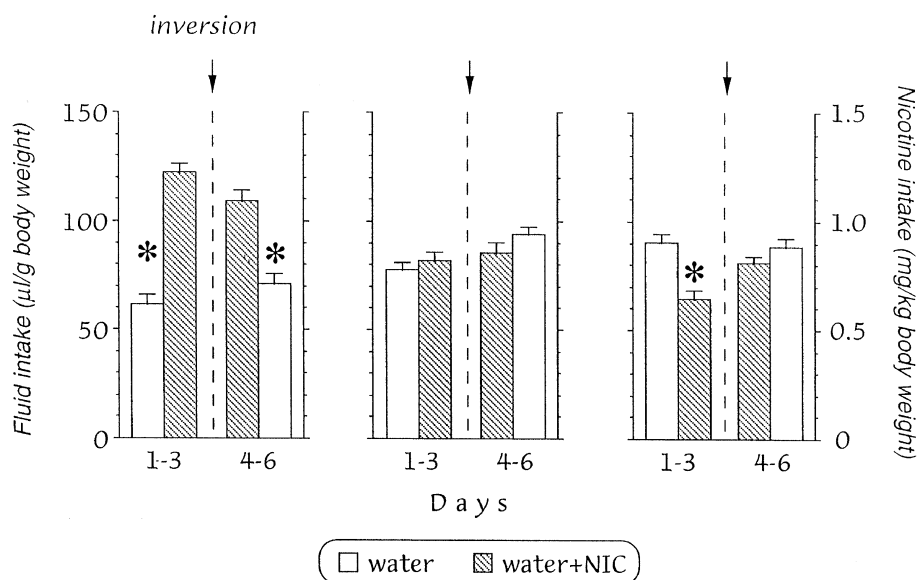 inversion
Fluid intake (µl/g body weight)
150
100
50
0
1-3
4-6
1-3
4-6
1-3
4-6
1.5
1.0
0.5
0
Nicotine intake (mg/kg body weight)
*
*
*
Days
water
water+NIC